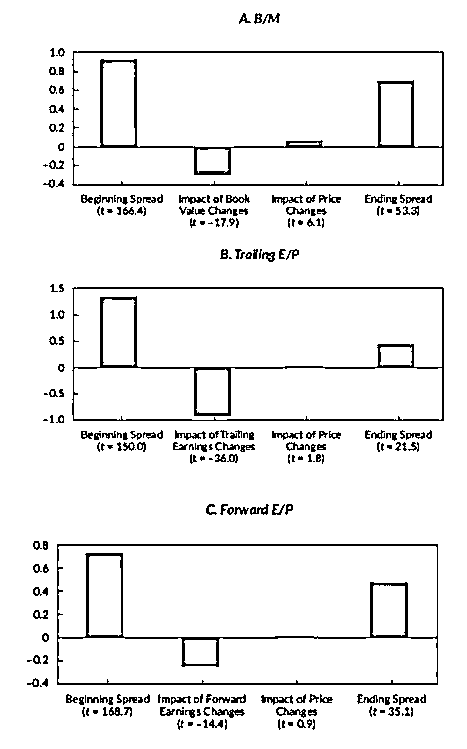 A. B/M
1.0
0.8
0.6
0.4
0.2
0
-0.2
-0.4
Beginning Spread Impact of Book Impact of Price Ending Spread
(t = 166.4) Value Changes Changes (t = 53.3)
(t = -17.9) (t = 6.1)
B. Trailing E/P
1.5
1.0
0.5
0
-0.5
-1.0
Beginning Spread Impact of Trailing Impact of Price Ending Spread
(t = 150.0) Earnings Changes Changes (t = 21.5)
(t = -36.0) (t = 1.8)
C. Forward E/P
0.8
0.6
0.4
0.2
0
-0.2
-0.4
Beginning Spread Impact of Forward Impact of Price Ending Spread
(t = 168.7) Earnings Changes Changes (t = 35.1)
(t = -14.4) (t = 0.9)